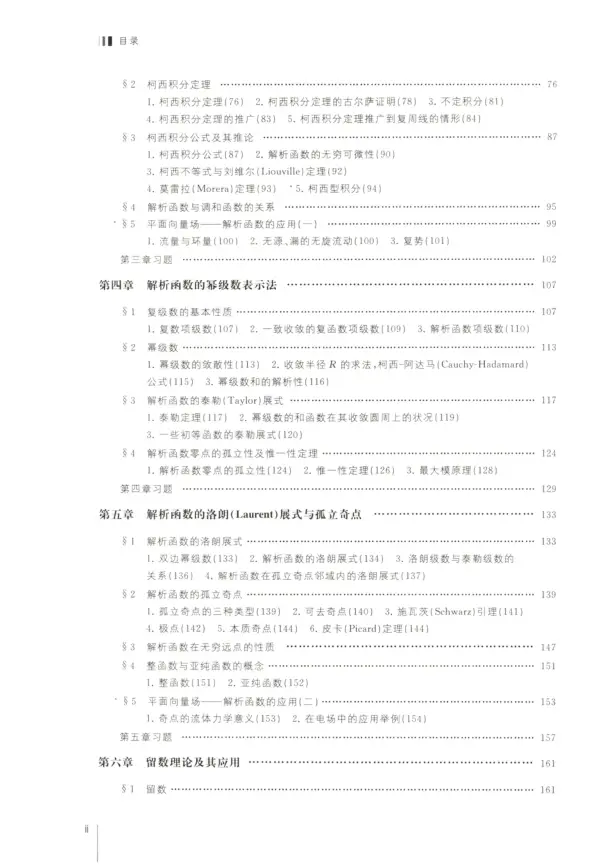 目录
§2 柯西积分定理 …… 76
1. 柯西积分定理(76) 2. 柯西积分定理的古尔萨证明(78) 3. 不定积分(81)
4. 柯西积分定理的推广(83) 5. 柯西积分定理推广到复周线的情形(84)
§3 柯西积分公式及其推论 …… 87
1. 柯西积分公式(87) 2. 解析函数的无穷可微性(90)
3. 柯西不等式与刘维尔(Liouville)定理(92)
4. 莫雷拉(Morera)定理(93) *5. 柯西型积分(94)
§4 解析函数与调和函数的关系 …… 95
*§5 平面向量场——解析函数的应用(一) …… 99
1. 流量与环量(100) 2. 无源、漏的无旋流动(100) 3. 复势(101)
第三章习题 …… 102
第四章 解析函数的幂级数表示法 …… 107
§1 复级数的基本性质 …… 107
1. 复数项级数(107) 2. 一致收敛的复函数项级数(109) 3. 解析函数项级数(110)
§2 幂级数 …… 113
1. 幂级数的敛散性(113) 2. 收敛半径 R 的求法,柯西-阿达马(Cauchy-Hadamard)
公式(115) 3. 幂级数和的解析性(116)
§3 解析函数的泰勒(Taylor)展式 …… 117
1. 泰勒定理(117) 2. 幂级数的和函数在其收敛圆周上的状况(119)
3. 一些初等函数的泰勒展式(120)
§4 解析函数零点的孤立性及惟一性定理 …… 124
1. 解析函数零点的孤立性(124) 2. 惟一性定理(126) 3. 最大模原理(128)
第四章习题 …… 129
第五章 解析函数的洛朗(Laurent)展式与孤立奇点 …… 133
§1 解析函数的洛朗展式 …… 133
1. 双边幂级数(133) 2. 解析函数的洛朗展式(134) 3. 洛朗级数与泰勒级数的
关系(136) 4. 解析函数在孤立奇点邻域内的洛朗展式(137)
§2 解析函数的孤立奇点 …… 139
1. 孤立奇点的三种类型(139) 2. 可去奇点(140) 3. 施瓦茨(Schwarz)引理(141)
4. 极点(142) 5. 本质奇点(144) 6. 皮卡(Picard)定理(144)
§3 解析函数在无穷远点的性质 …… 147
§4 整函数与亚纯函数的概念 …… 151
1. 整函数(151) 2. 亚纯函数(152)
*§5 平面向量场——解析函数的应用(二) …… 153
1. 奇点的流体力学意义(153) 2. 在电场中的应用举例(154)
第五章习题 …… 157
第六章 留数理论及其应用 …… 161
§1 留数 …… 161
ii